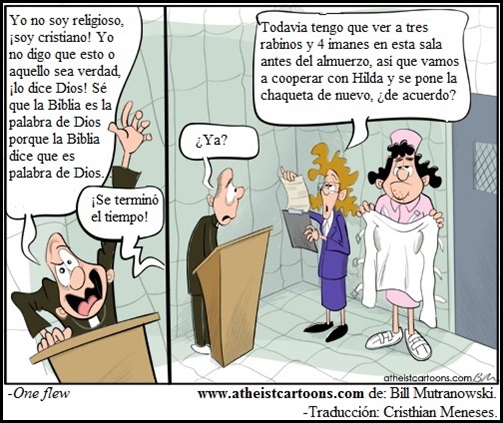 Yo no soy religioso,
¡soy cristiano! Yo
no digo que esto o
aquello sea verdad,
¡lo dice Dios! Sé
que la Biblia es la
palabra de Dios
porque la Biblia
dice que es
palabra de Dios.
¡Se terminó
el tiempo!
¿Ya?
Todavia tengo que ver a tres
rabinos y 4 imanes en esta sala
antes del almuerzo, así que vamos
a cooperar con Hilda y se pone la
chaqueta de nuevo, ¿de acuerdo?
atheistcartoons.com BM
-One flew
www.atheistcartoons.com de: Bill Mutranowski.
-Traducción: Cristhian Meneses.